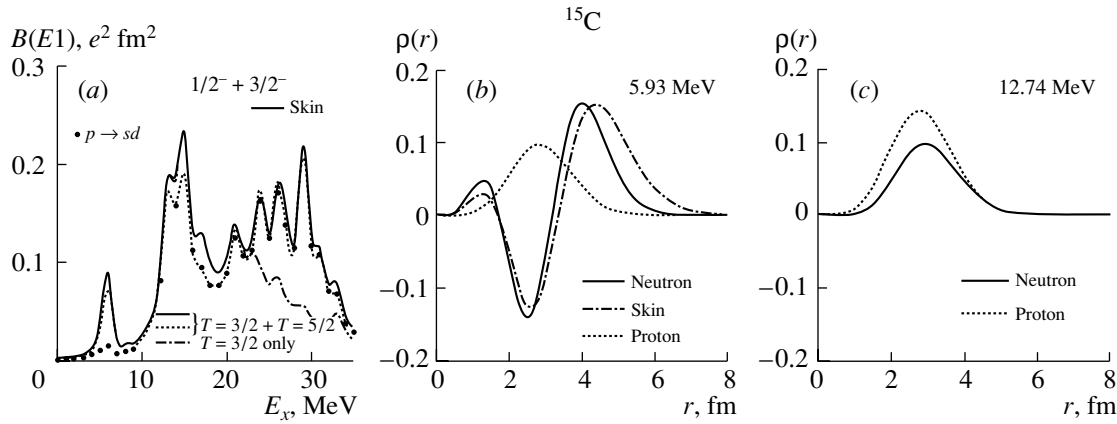 ¹⁵C
B(E1), e² fm²
0.3
0.2
0.1
0
(a)
1/2⁻ + 3/2⁻
Skin
p → sd
T = 3/2 + T = 5/2
T = 3/2 only
10
20
30
Eₓ, MeV
ρ(r)
0.2
0.1
0
−0.1
−0.2
(b)
5.93 MeV
Neutron
Skin
Proton
0
2
4
6
8
r, fm
ρ(r)
0.2
0.1
0
−0.1
−0.2
(c)
12.74 MeV
Neutron
Proton
0
2
4
6
8
r, fm